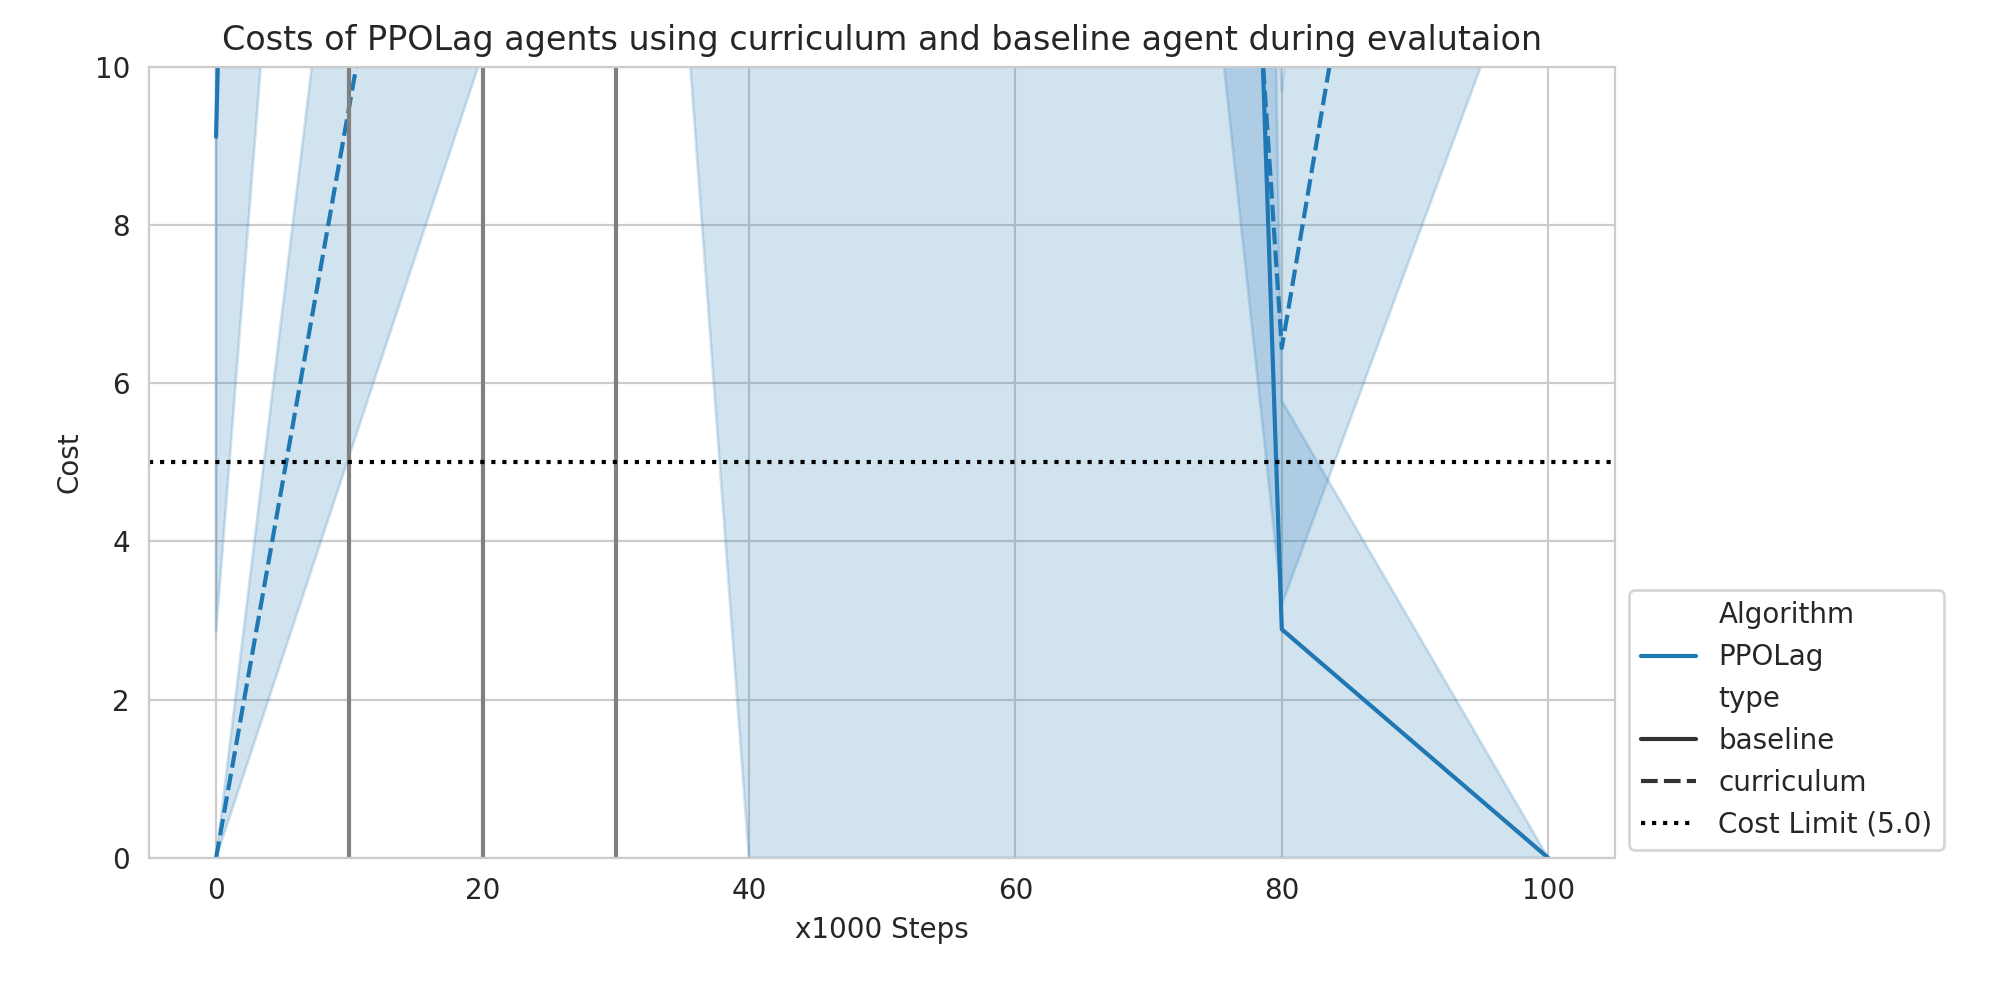 Costs of PPOLag agents using curriculum and baseline agent during evalutaion
10
8
6
4
2
0
Cost
0
20
40
60
80
100
x1000 Steps
Algorithm
PPOLag
type
baseline
curriculum
Cost Limit (5.0)